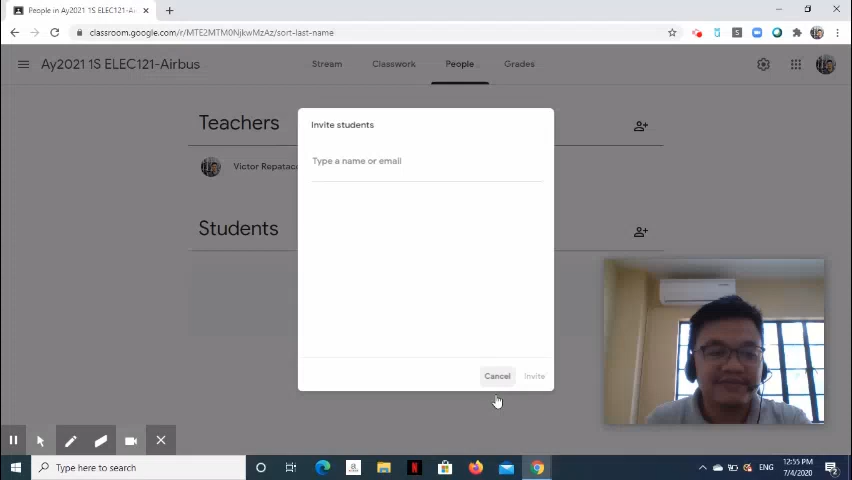 People in Ay2021 1S ELEC121-Ai
classroom.google.com/r/MTE2MTM0NjkwMzAz/sort-last-name
Ay2021 1S ELEC121-Airbus
Stream Classwork People Grades
Teachers
Victor Repatac
Students
Invite students
Type a name or email
Cancel Invite
Type here to search
ENG
12:55 PM
7/4/2020